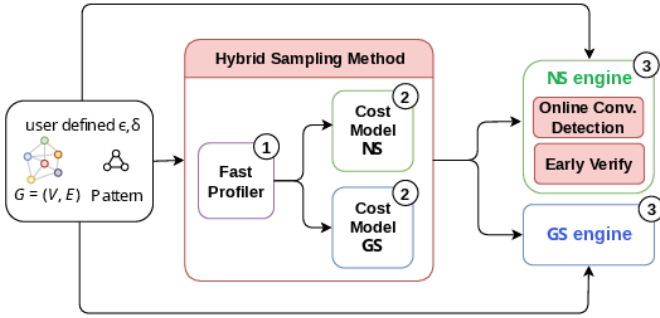 Hybrid Sampling Method
user defined ϵ,δ
G = (V, E)
Pattern
1
Fast
Profiler
2
Cost
Model
NS
2
Cost
Model
GS
3
NS engine
Online Conv.
Detection
Early Verify
3
GS engine